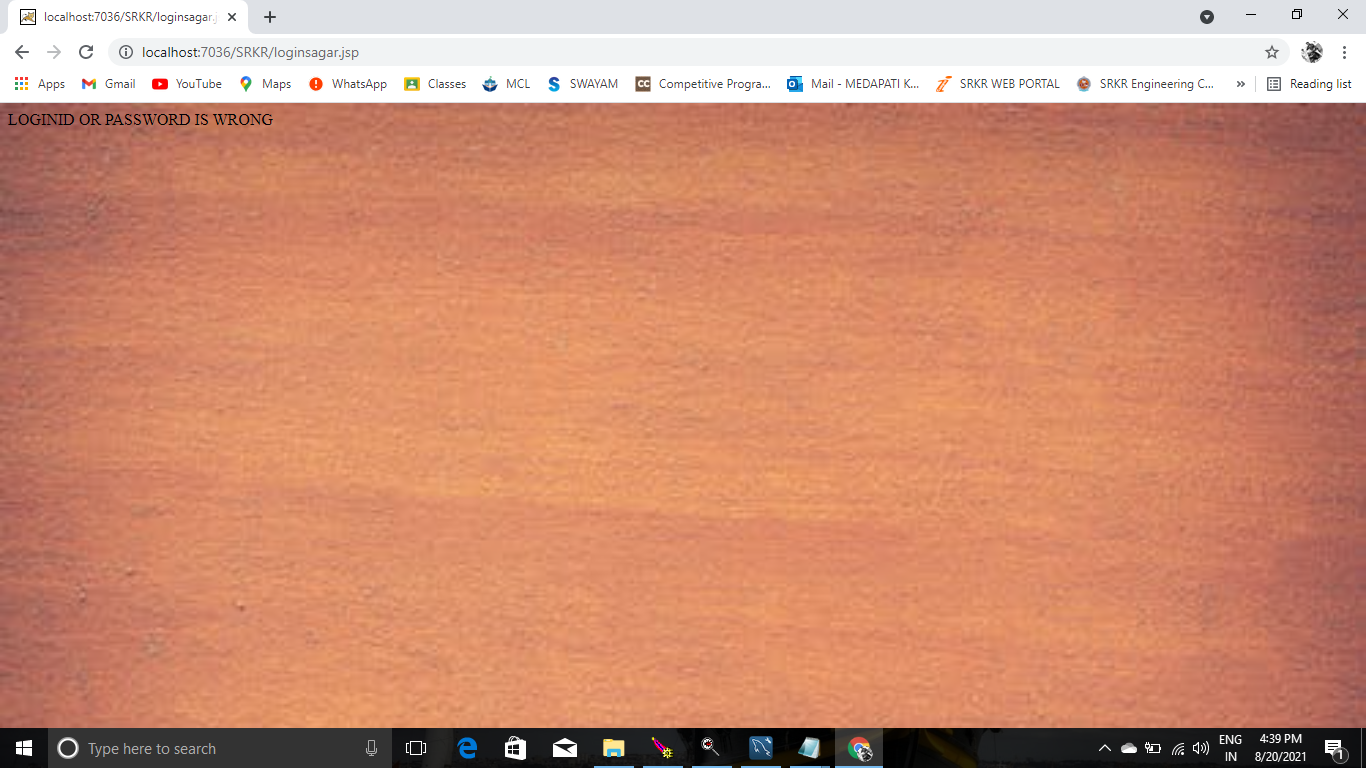 localhost:7036/SRKR/loginsagar.j
localhost:7036/SRKR/loginsagar.jsp
Apps Gmail YouTube Maps WhatsApp Classes MCL SWAYAM CC Competitive Progra... Mail - MEDAPATI K... SRKR WEB PORTAL SRKR Engineering C... » Reading list
LOGINID OR PASSWORD IS WRONG
Type here to search
ENG
IN
4:39 PM
8/20/2021
1